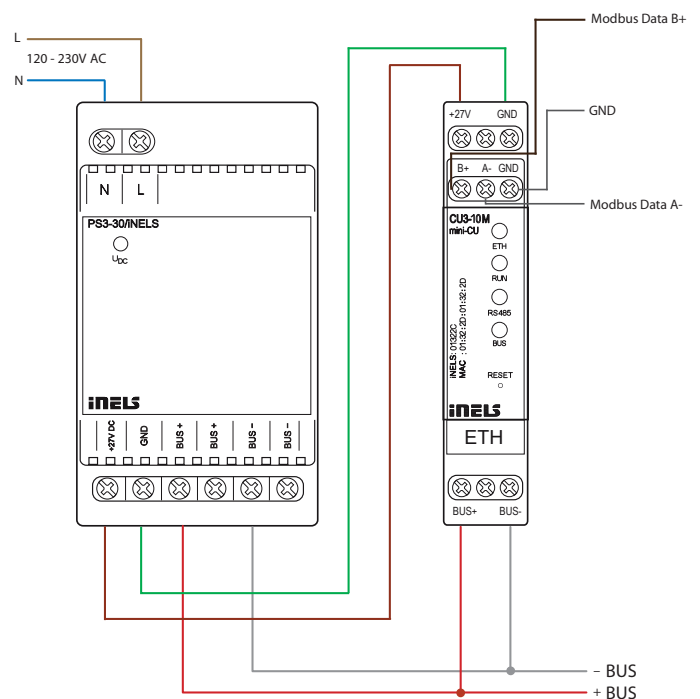 Modbus Data B+
L
120 - 230V AC
N
+27V GND
GND
B+ A- GND
N L
Modbus Data A-
PS3-30/iNELS
UDC
CU3-10M
mini-CU
ETH
RUN
RS485
BUS
iNELS: 01322C
MAC : 01:32:2D:01:32:2D
RESET
iNELS
iNELS
+27V DC
GND
BUS +
BUS +
BUS –
BUS –
ETH
BUS+ BUS-
– BUS
+ BUS